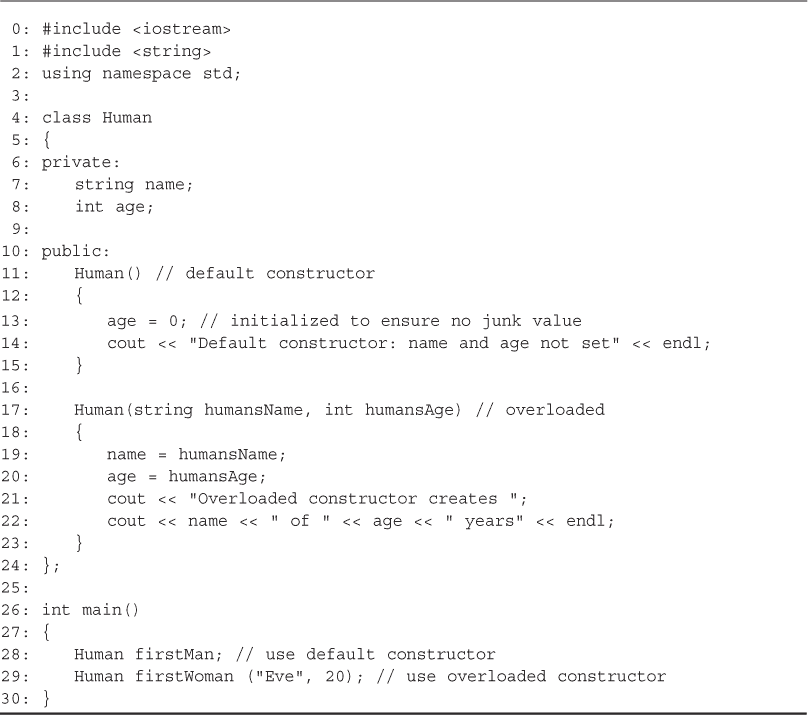 0: #include <iostream>
1: #include <string>
2: using namespace std;
3:
4: class Human
5: {
6: private:
7:    string name;
8:    int age;
9:
10: public:
11:    Human() // default constructor
12:    {
13:       age = 0; // initialized to ensure no junk value
14:       cout << "Default constructor: name and age not set" << endl;
15:    }
16:
17:    Human(string humansName, int humansAge) // overloaded
18:    {
19:       name = humansName;
20:       age = humansAge;
21:       cout << "Overloaded constructor creates ";
22:       cout << name << " of " << age << " years" << endl;
23:    }
24: };
25:
26: int main()
27: {
28:    Human firstMan; // use default constructor
29:    Human firstWoman ("Eve", 20); // use overloaded constructor
30: }